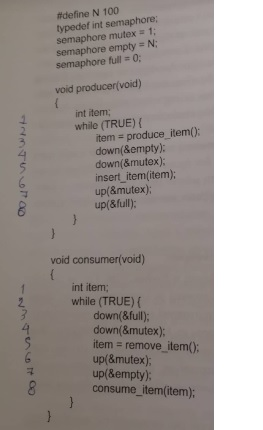 #define N 100
typedef int semaphore;
semaphore mutex = 1;
semaphore empty = N;
semaphore full = 0;
void producer(void)
{
1 int item;
2 while (TRUE) {
3 item = produce_item();
4 down(&empty);
5 down(&mutex);
6 insert_item(item);
7 up(&mutex);
8 up(&full);
}
}
void consumer(void)
{
1 int item;
2 while (TRUE) {
3 down(&full);
4 down(&mutex);
5 item = remove_item();
6 up(&mutex);
7 up(&empty);
8 consume_item(item);
}
}